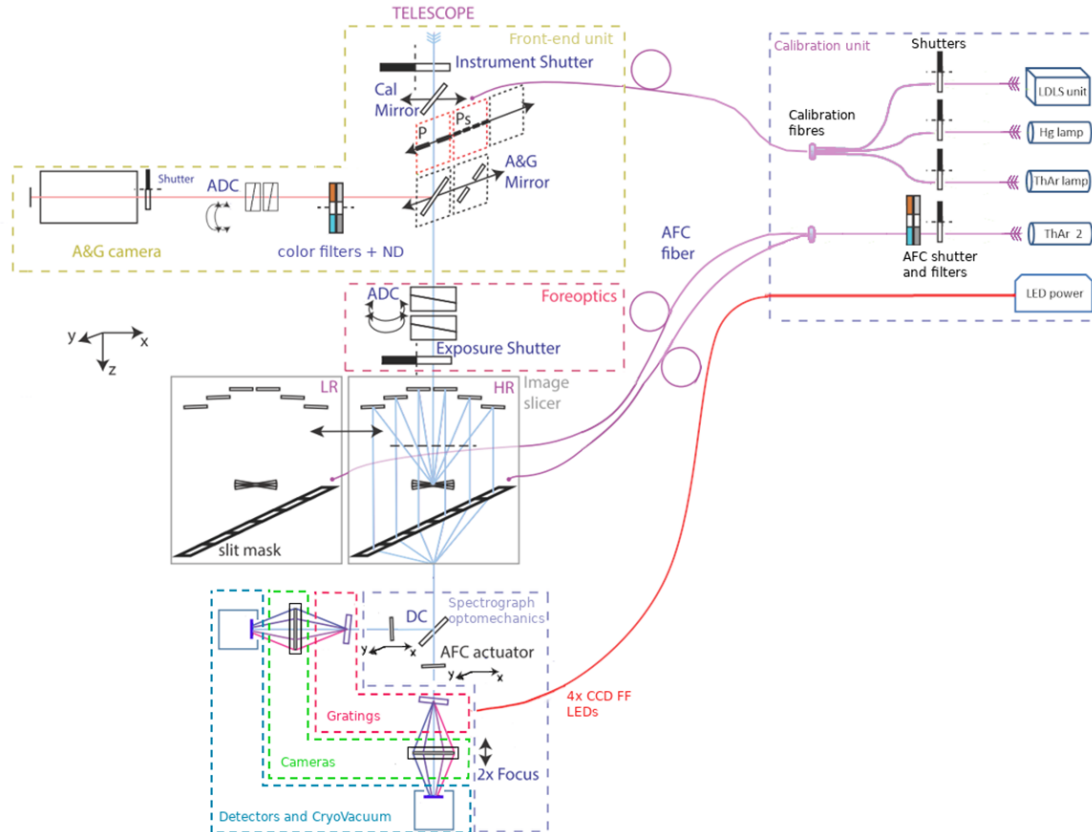 TELESCOPE
Front-end unit
Instrument Shutter
Cal
Mirror
P
Ps
A&G
Mirror
Shutter
ADC
A&G camera
color filters + ND
Calibration unit
Shutters
LDLS unit
Calibration
fibres
Hg lamp
ThAr lamp
ThAr 2
AFC shutter
and filters
LED power
AFC
fiber
ADC
Foreoptics
Exposure Shutter
y
x
z
LR
HR
Image
slicer
slit mask
Spectrograph
optomechanics
DC
y
x
AFC actuator
y
x
4x CCD FF
LEDs
Gratings
Cameras
2x Focus
Detectors and CryoVacuum